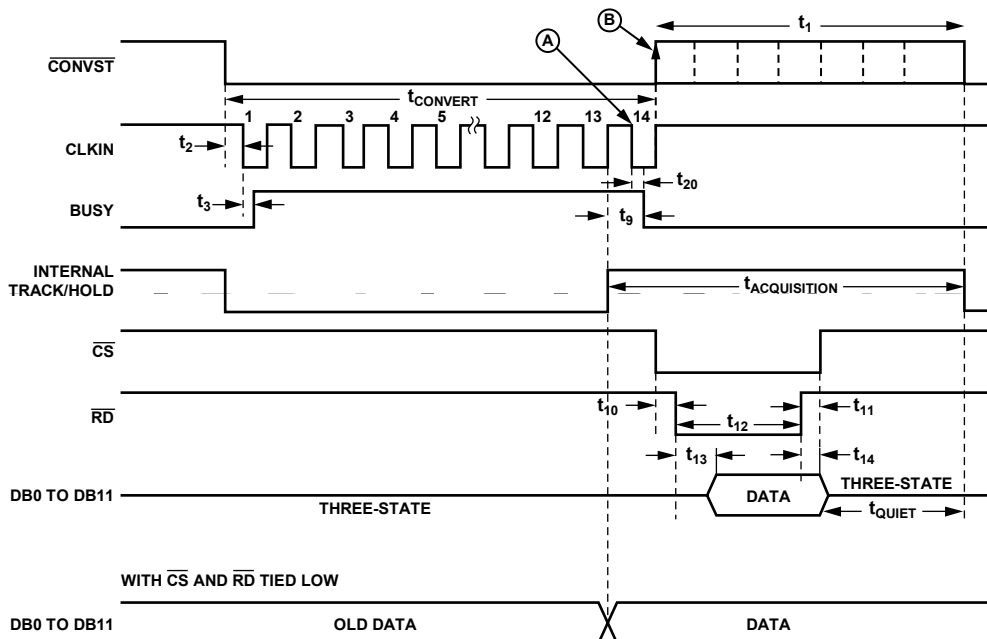 B
t1
A
CONVST
tCONVERT
1 2 3 4 5 12 13 14
t2
CLKIN
t20
t3
t9
BUSY
INTERNAL
TRACK/HOLD
tACQUISITION
CS
RD
t10
t12
t11
t13
t14
THREE-STATE
DB0 TO DB11
THREE-STATE
DATA
tQUIET
WITH CS AND RD TIED LOW
DB0 TO DB11
OLD DATA
DATA